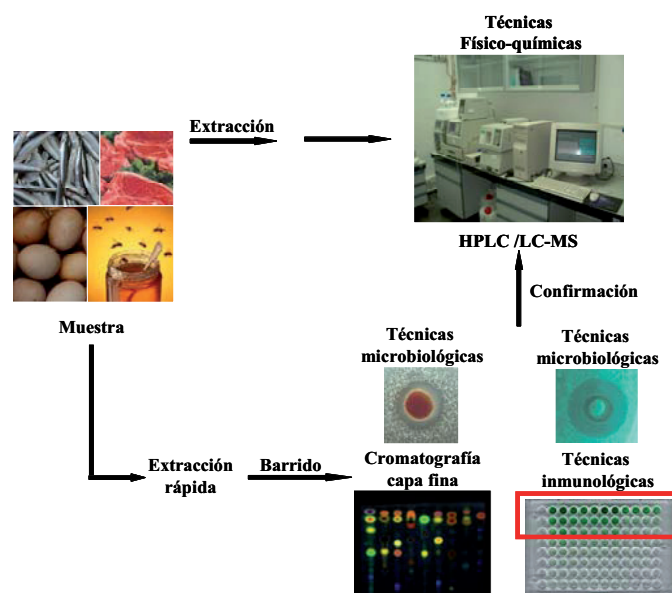 Técnicas
Físico-químicas
Extracción
HPLC /LC-MS
Confirmación
Muestra
Técnicas
microbiológicas
Técnicas
microbiológicas
Extracción
rápida
Barrido
Cromatografía
capa fina
Técnicas
inmunológicas